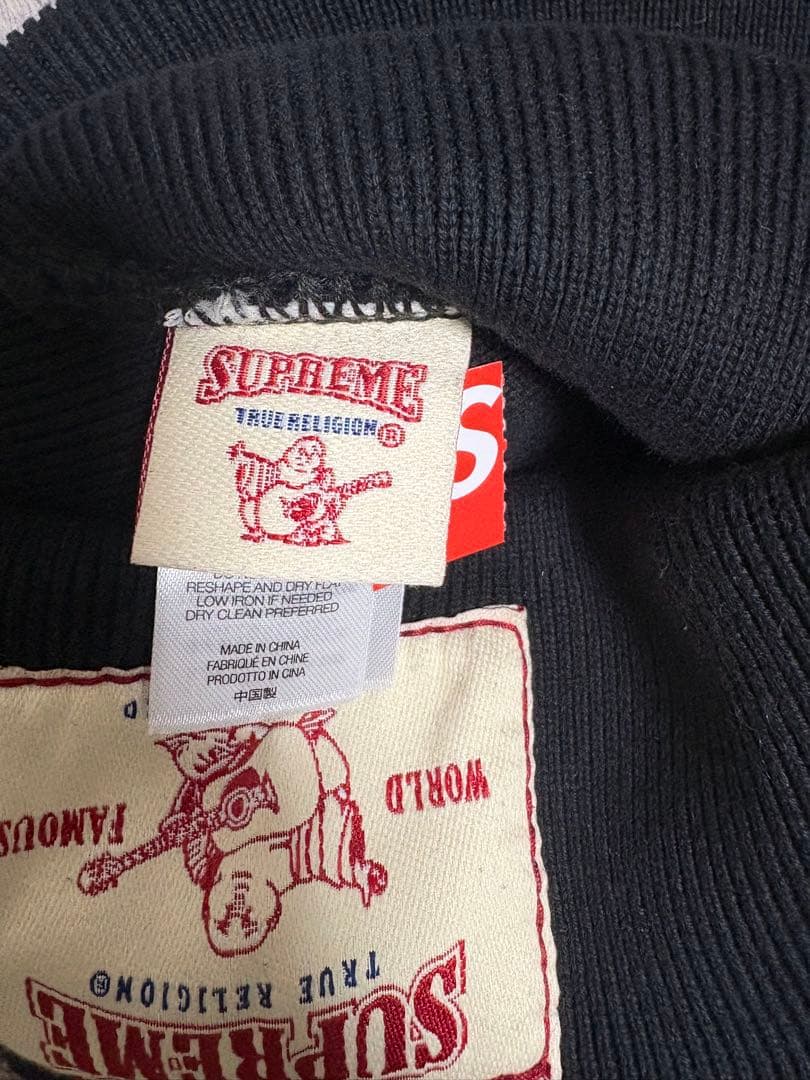 SUPREME
TRUE RELIGION®
S
RESHAPE AND DRY FLA
LOW IRON IF NEEDED
DRY CLEAN PREFERRED
MADE IN CHINA
FABRIQUÉ EN CHINE
PRODOTTO IN CINA
中国製
WORLD
FAMOUS
TRUE RELIGION®
SUPREME